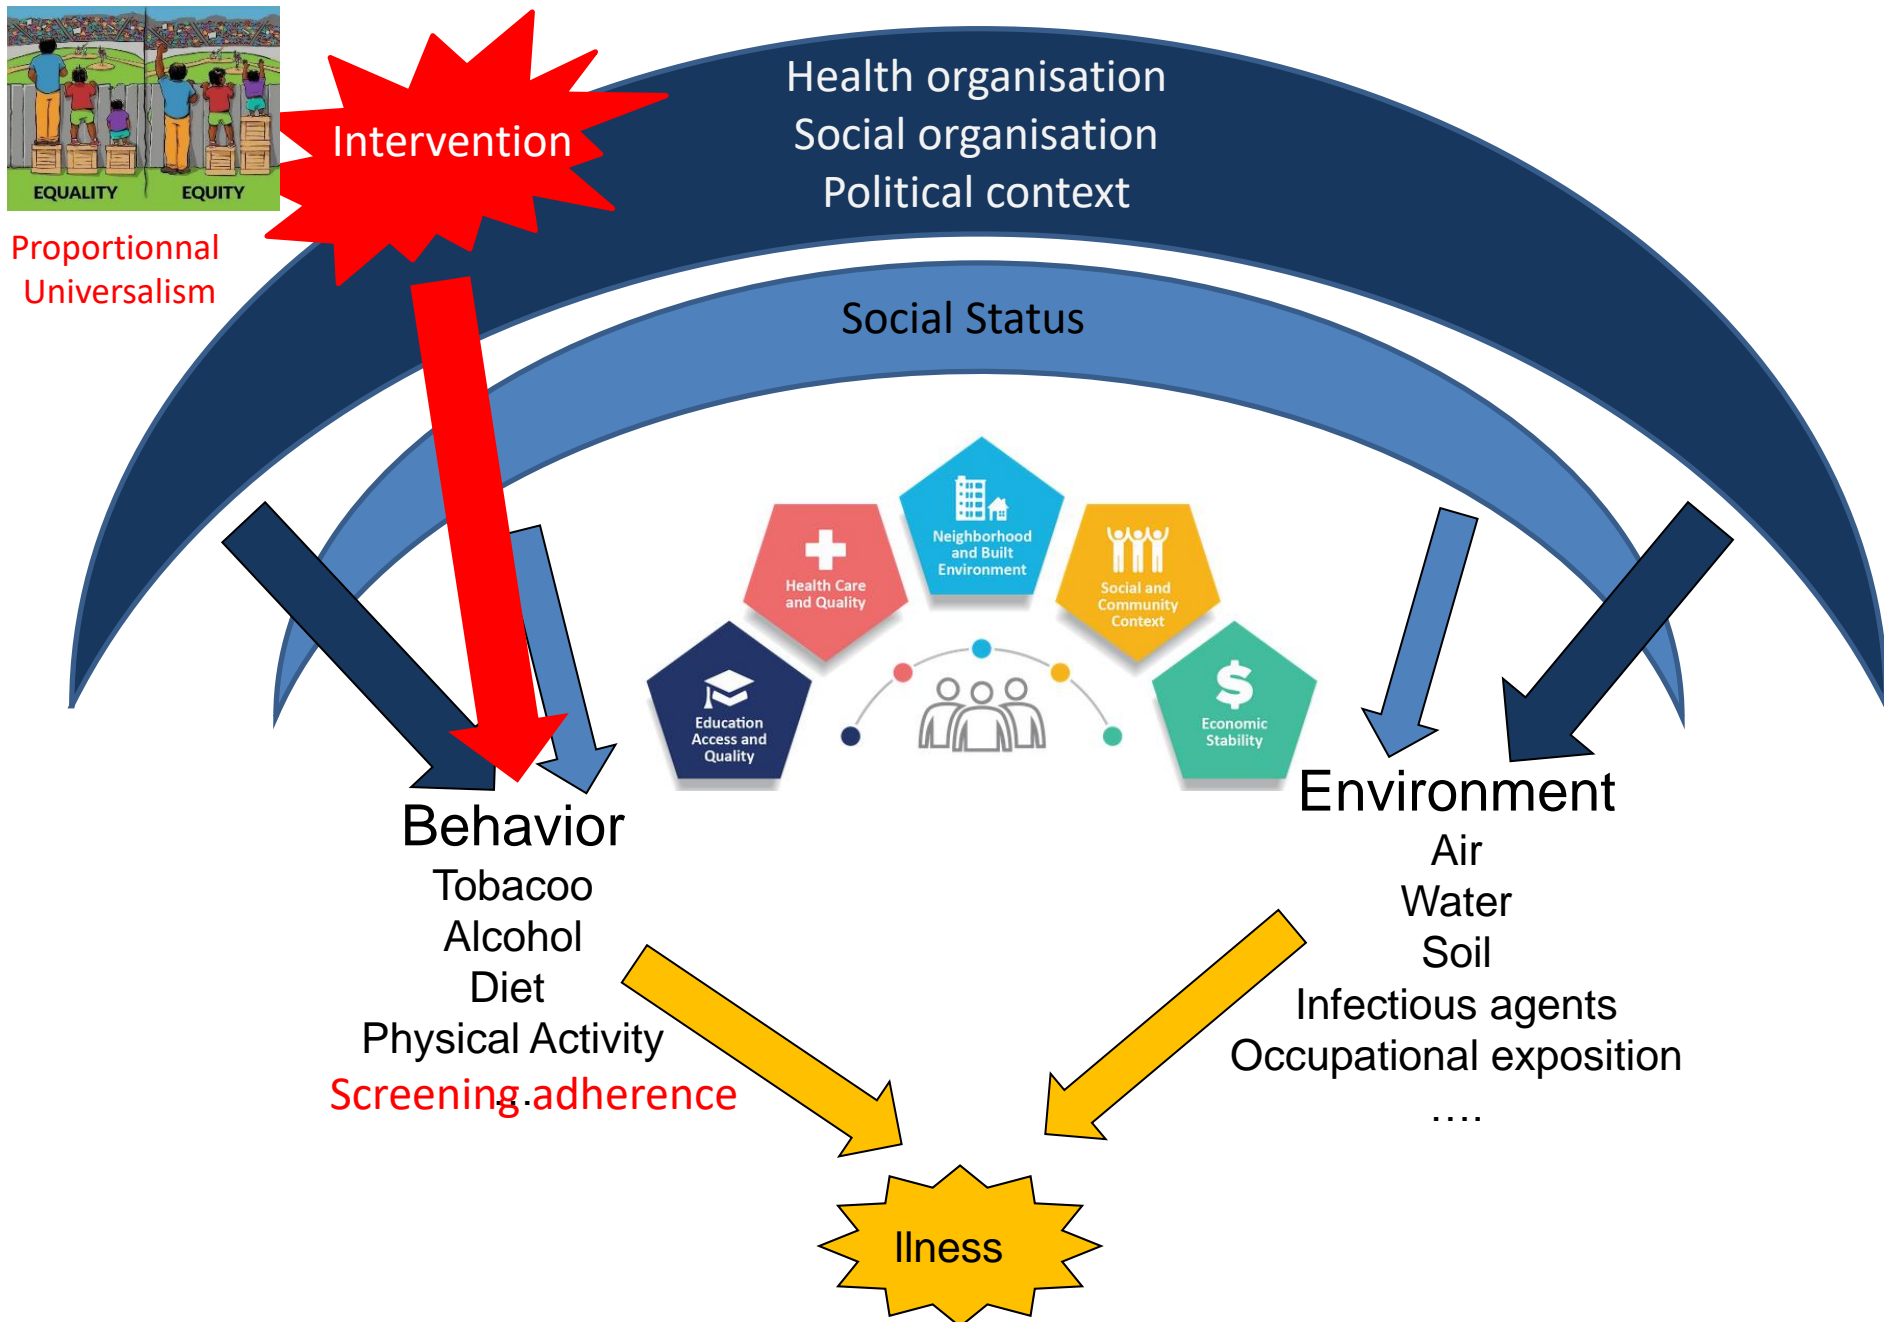 EQUALITY
EQUITY
Proportionnal
Universalism
Intervention
Health organisation
Social organisation
Political context
Social Status
Neighborhood
and Built
Environment
Health Care
and Quality
Social and
Community
Context
Education
Access and
Quality
$
Economic
Stability
Behavior
Tobacoo
Alcohol
Diet
Physical Activity
Screening adherence
....
Environment
Air
Water
Soil
Infectious agents
Occupational exposition
....
Ilness